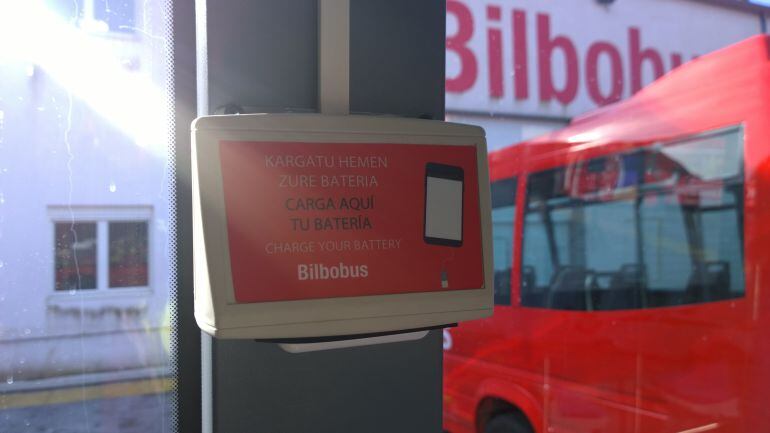 Bilbobus
KARGATU HEMEN
ZURE BATERIA
CARGA AQUÍ
TU BATERÍA
CHARGE YOUR BATTERY
Bilbobus